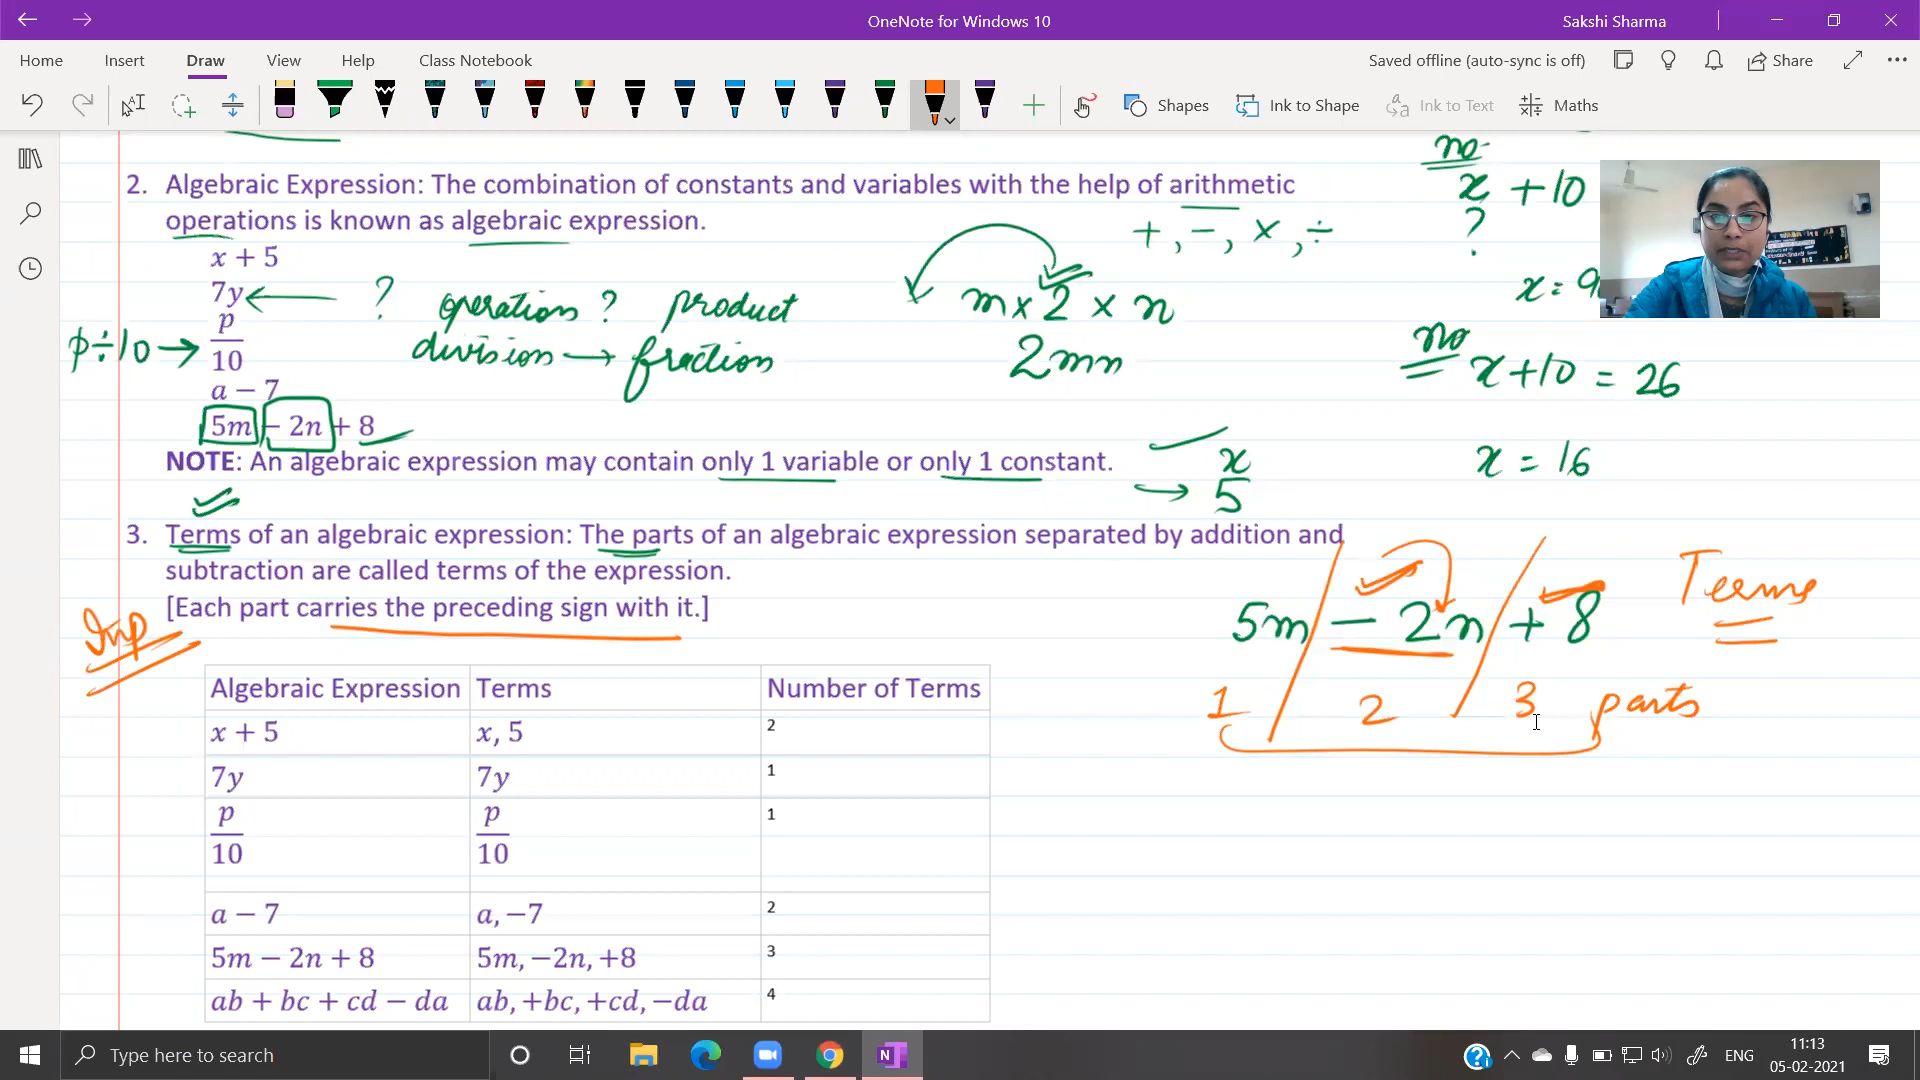 OneNote for Windows 10
Sakshi Sharma
Home Insert Draw View Help Class Notebook
Saved offline (auto-sync is off) Share
Shapes Ink to Shape Ink to Text Maths
no
2. Algebraic Expression: The combination of constants and variables with the help of arithmetic
operations is known as algebraic expression.
x + 10
?
+, −, ×, ÷
x + 5
7y ← ? operation ? product
m × 2 × n
x = 9
p ÷ 10 → p/10 division → fraction
2mn
no
x + 10 = 26
a − 7
5m − 2n + 8
NOTE: An algebraic expression may contain only 1 variable or only 1 constant.
x
→ 5
x = 16
3. Terms of an algebraic expression: The parts of an algebraic expression separated by addition and
subtraction are called terms of the expression.
[Each part carries the preceding sign with it.]
Imp
5m / − 2n / + 8 Terms
1 2 3 parts
Algebraic Expression Terms Number of Terms
x + 5 x, 5 2
7y 7y 1
p/10 p/10 1
a − 7 a, −7 2
5m − 2n + 8 5m, −2n, +8 3
ab + bc + cd − da ab, +bc, +cd, −da 4
Type here to search
ENG
11:13
05-02-2021